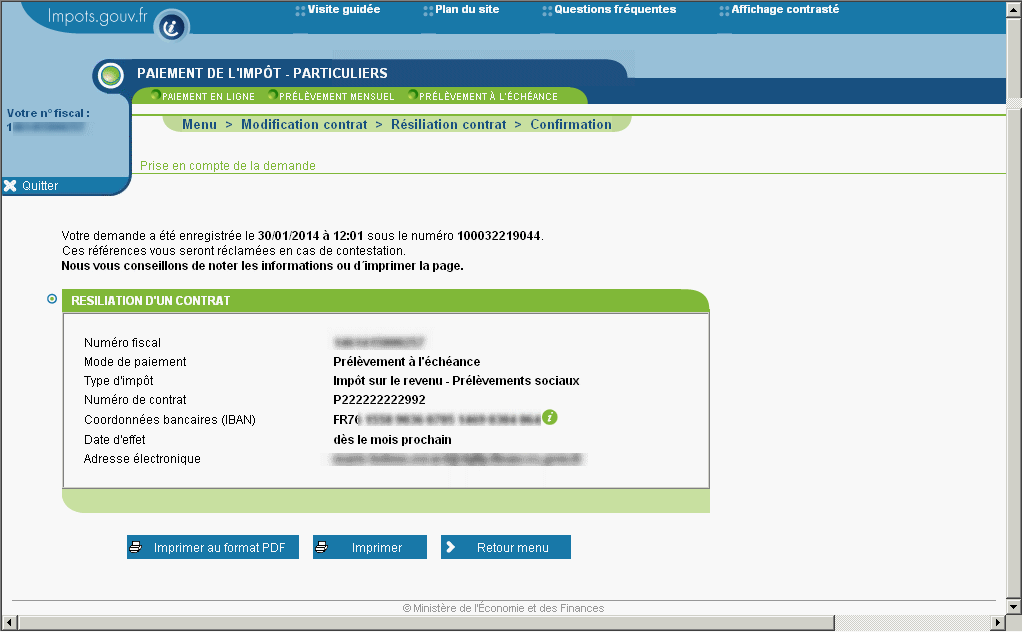 Impots.gouv.fr
Visite guidée
Plan du site
Questions fréquentes
Affichage contrasté
PAIEMENT DE L'IMPÔT - PARTICULIERS
PAIEMENT EN LIGNE PRÉLÈVEMENT MENSUEL PRÉLÈVEMENT À L'ÉCHÉANCE
Votre n° fiscal :
1
Menu > Modification contrat > Résiliation contrat > Confirmation
Prise en compte de la demande
Quitter
Votre demande a été enregistrée le 30/01/2014 à 12:01 sous le numéro 100032219044.
Ces références vous seront réclamées en cas de contestation.
Nous vous conseillons de noter les informations ou d´imprimer la page.
RESILIATION D'UN CONTRAT
Numéro fiscal
Mode de paiement Prélèvement à l'échéance
Type d'impôt Impôt sur le revenu - Prélèvements sociaux
Numéro de contrat P222222222992
Coordonnées bancaires (IBAN) FR76
Date d'effet dès le mois prochain
Adresse électronique
Imprimer au format PDF
Imprimer
Retour menu
© Ministère de l'Économie et des Finances